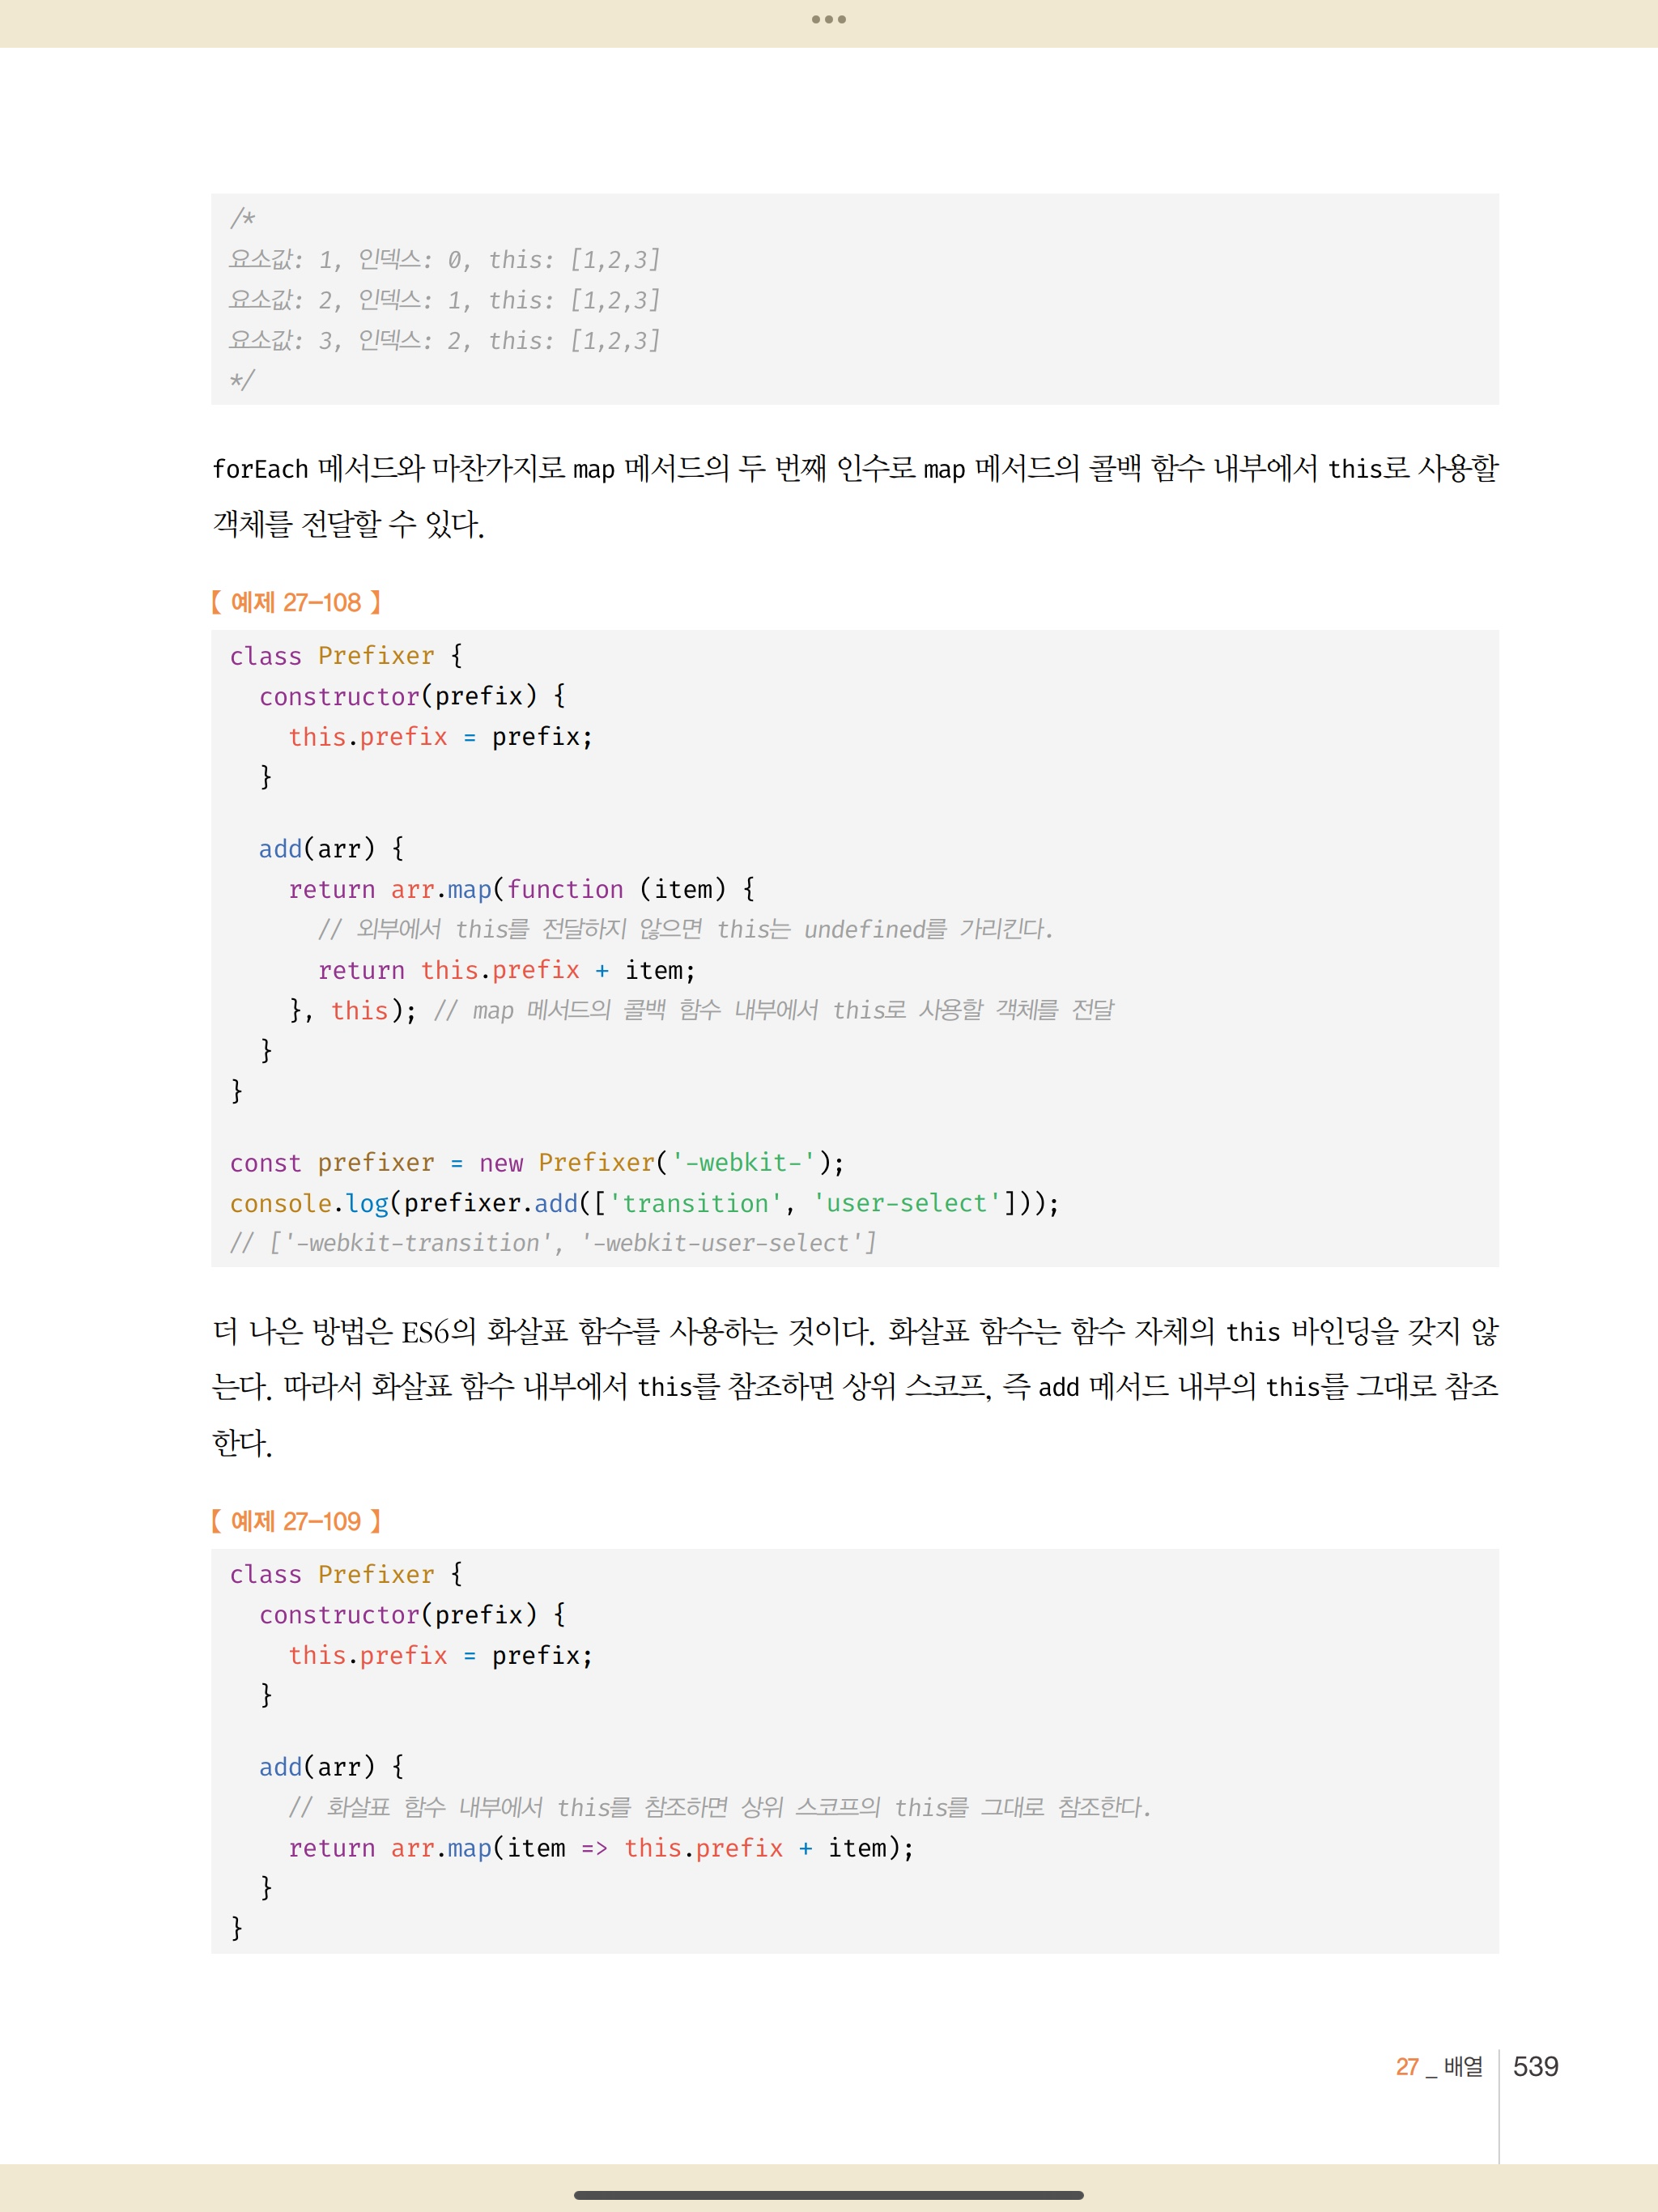 /*
요소값: 1, 인덱스: 0, this: [1,2,3]
요소값: 2, 인덱스: 1, this: [1,2,3]
요소값: 3, 인덱스: 2, this: [1,2,3]
*/
forEach 메서드와 마찬가지로 map 메서드의 두 번째 인수로 map 메서드의 콜백 함수 내부에서 this로 사용할
객체를 전달할 수 있다.
【 예제 27-108 】
class Prefixer {
  constructor(prefix) {
    this.prefix = prefix;
  }
  add(arr) {
    return arr.map(function (item) {
      // 외부에서 this를 전달하지 않으면 this는 undefined를 가리킨다.
      return this.prefix + item;
    }, this); // map 메서드의 콜백 함수 내부에서 this로 사용할 객체를 전달
  }
}
const prefixer = new Prefixer('-webkit-');
console.log(prefixer.add(['transition', 'user-select']));
// ['-webkit-transition', '-webkit-user-select']
더 나은 방법은 ES6의 화살표 함수를 사용하는 것이다. 화살표 함수는 함수 자체의 this 바인딩을 갖지 않
는다. 따라서 화살표 함수 내부에서 this를 참조하면 상위 스코프, 즉 add 메서드 내부의 this를 그대로 참조
한다.
【 예제 27-109 】
class Prefixer {
  constructor(prefix) {
    this.prefix = prefix;
  }
  add(arr) {
    // 화살표 함수 내부에서 this를 참조하면 상위 스코프의 this를 그대로 참조한다.
    return arr.map(item => this.prefix + item);
  }
}
27 _ 배열 539